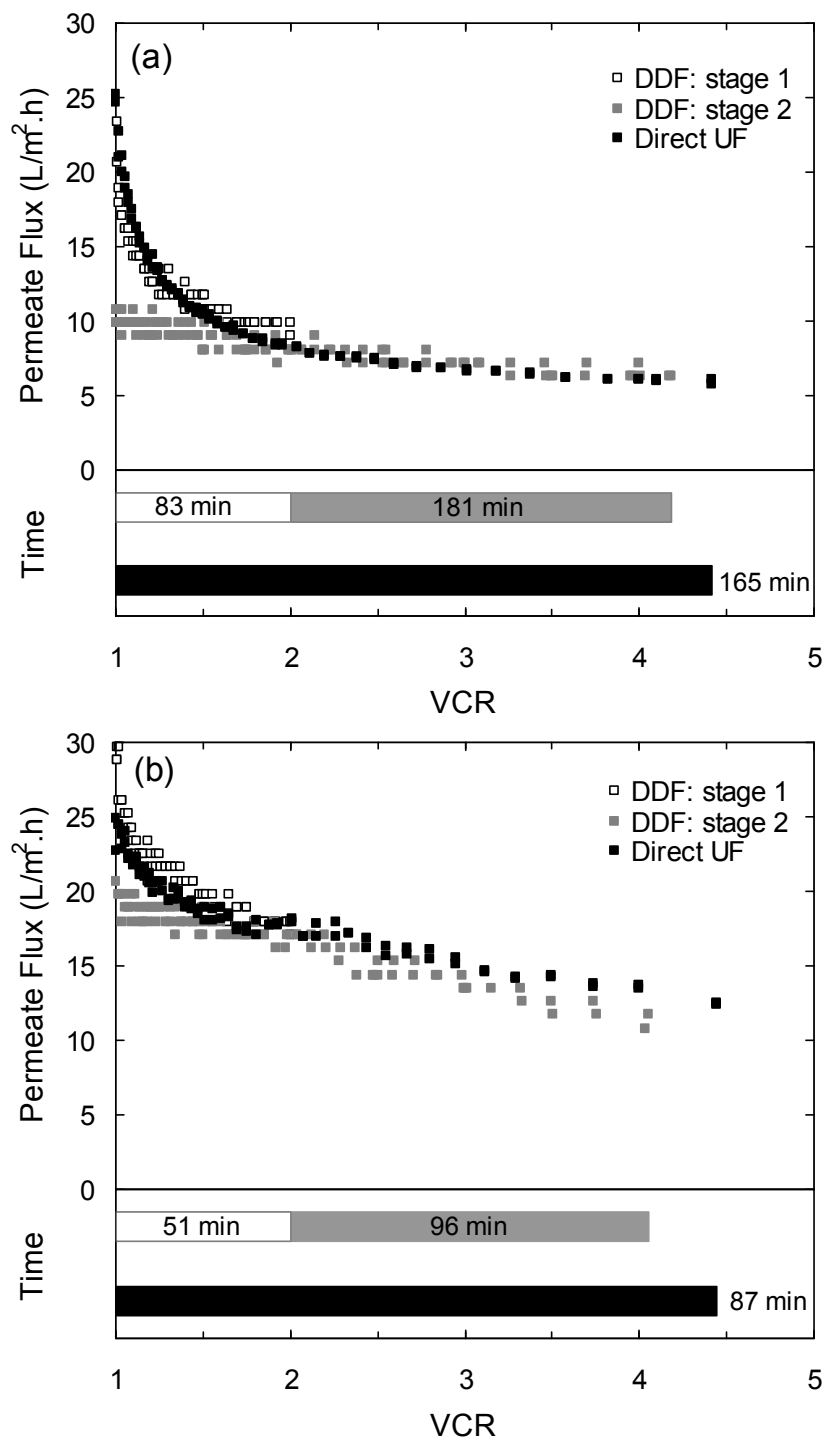 (a)
DDF: stage 1
DDF: stage 2
Direct UF
Permeate Flux (L/m².h)
30
25
20
15
10
5
0
Time
83 min
181 min
165 min
1 2 3 4 5
VCR
(b)
DDF: stage 1
DDF: stage 2
Direct UF
Permeate Flux (L/m².h)
30
25
20
15
10
5
0
Time
51 min
96 min
87 min
1 2 3 4 5
VCR